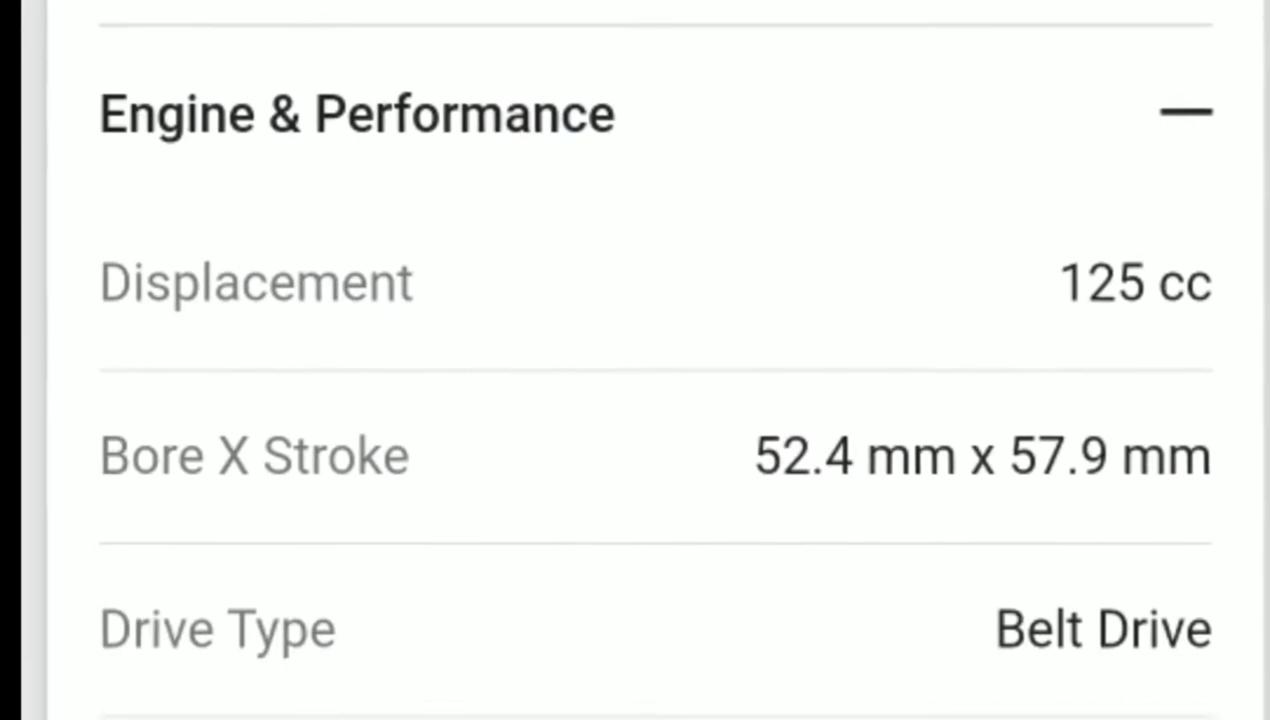 Engine & Performance
Displacement 125 cc
Bore X Stroke 52.4 mm x 57.9 mm
Drive Type Belt Drive